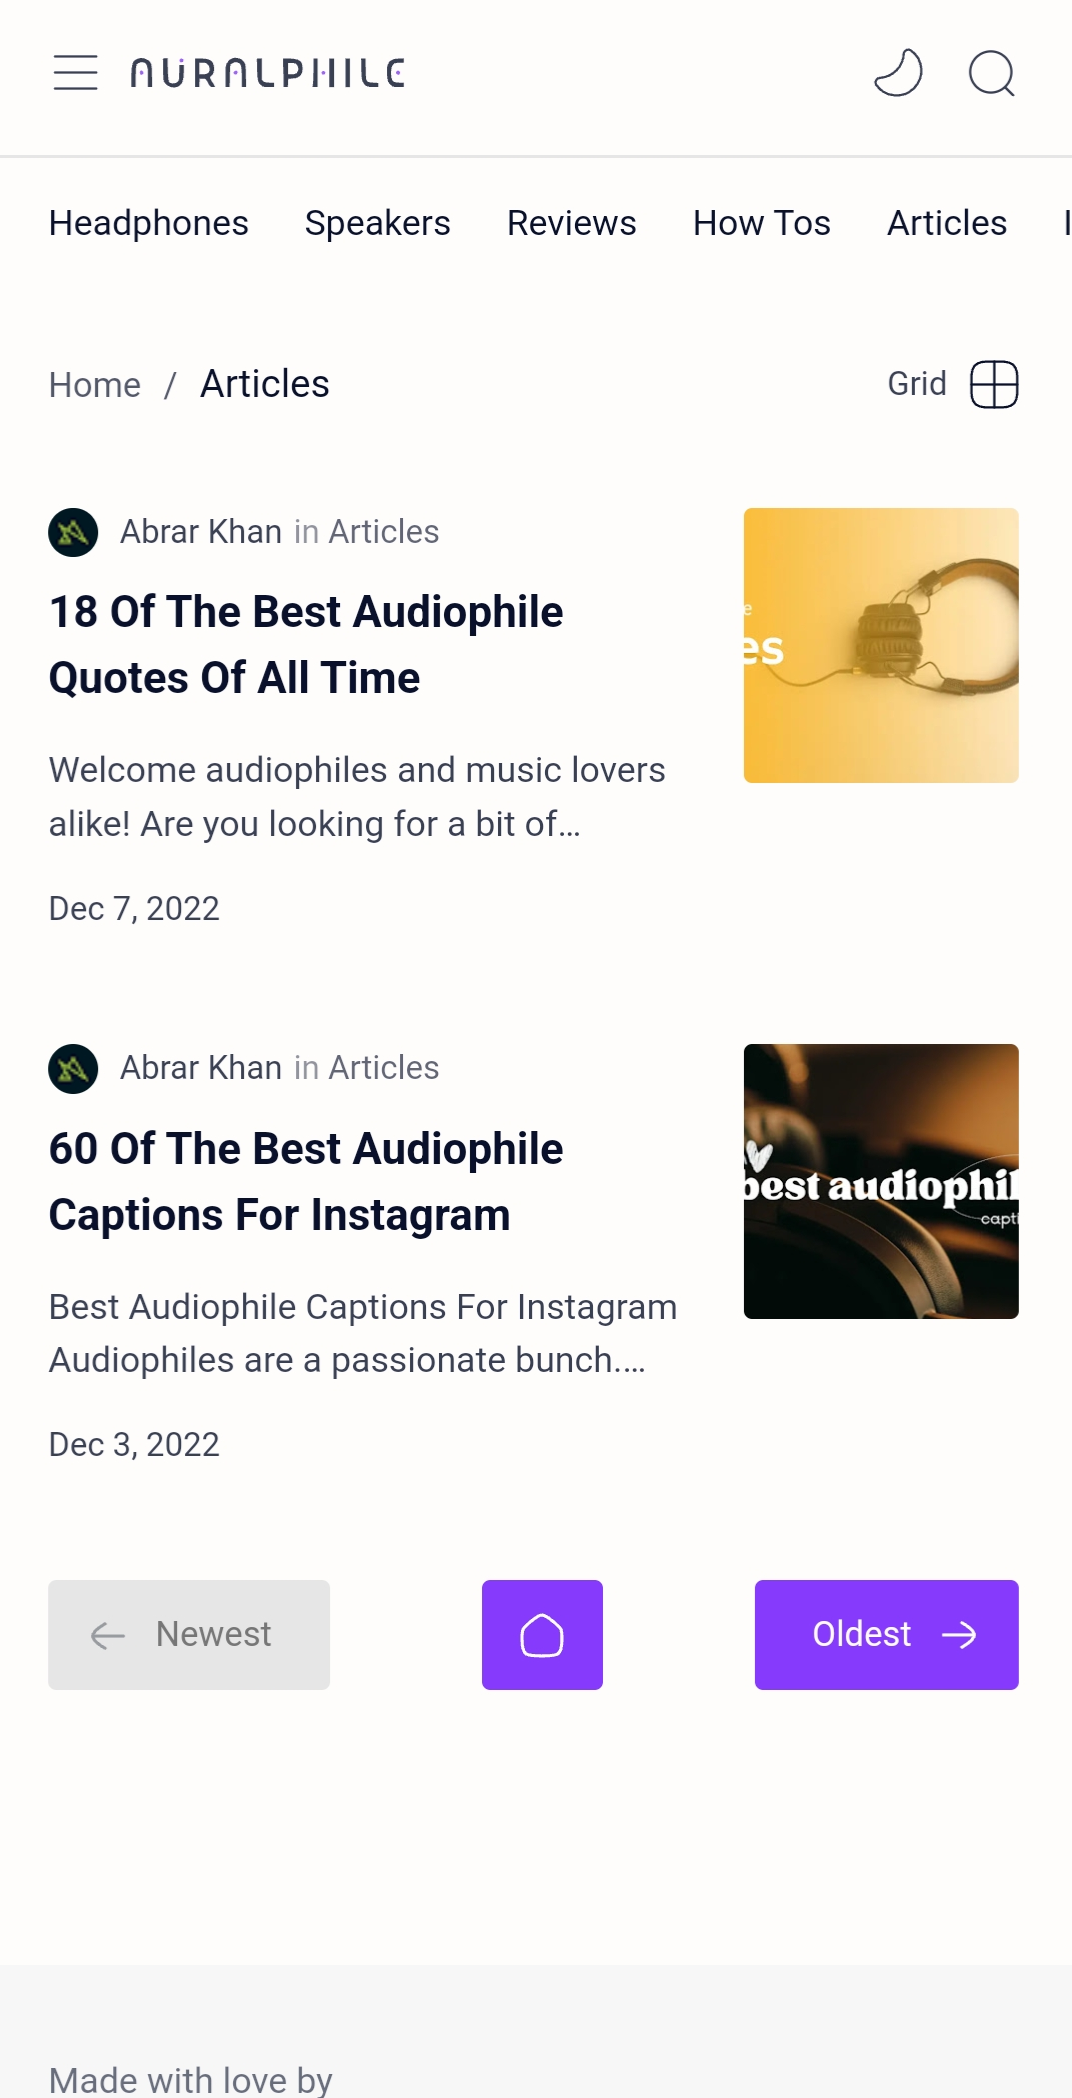 AURALPHILE
Headphones Speakers Reviews How Tos Articles
Home / Articles Grid
Abrar Khan in Articles
18 Of The Best Audiophile
Quotes Of All Time
Welcome audiophiles and music lovers
alike! Are you looking for a bit of...
Dec 7, 2022
e
es
Abrar Khan in Articles
60 Of The Best Audiophile
Captions For Instagram
Best Audiophile Captions For Instagram
Audiophiles are a passionate bunch....
Dec 3, 2022
best audiophil
capti
Newest Oldest
Made with love by